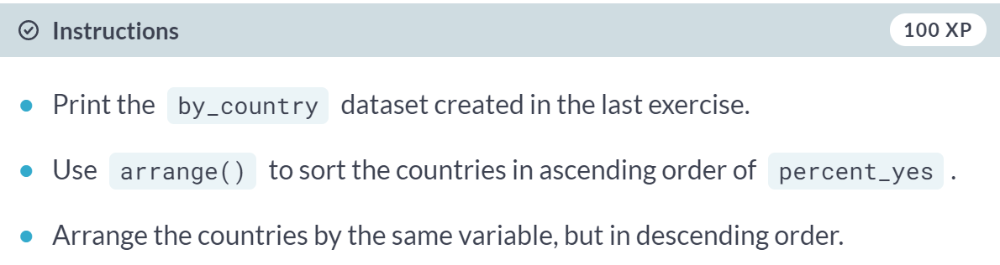 Instructions 100 XP
Print the by_country dataset created in the last exercise.
Use arrange() to sort the countries in ascending order of percent_yes .
Arrange the countries by the same variable, but in descending order.